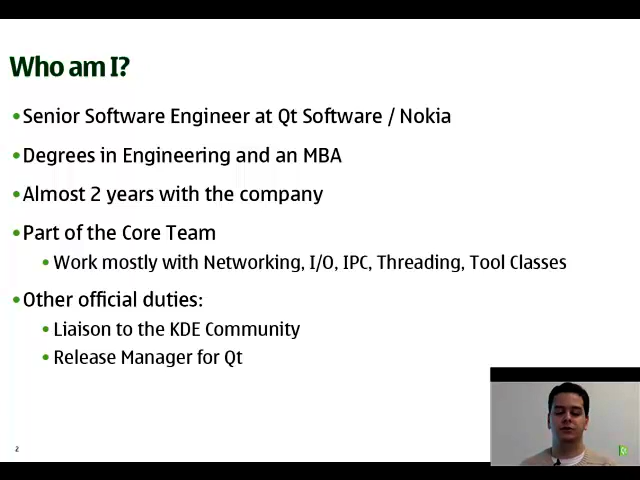 Who am I?
•Senior Software Engineer at Qt Software / Nokia
•Degrees in Engineering and an MBA
•Almost 2 years with the company
•Part of the Core Team
•Work mostly with Networking, I/O, IPC, Threading, Tool Classes
•Other official duties:
•Liaison to the KDE Community
•Release Manager for Qt
2
Qt